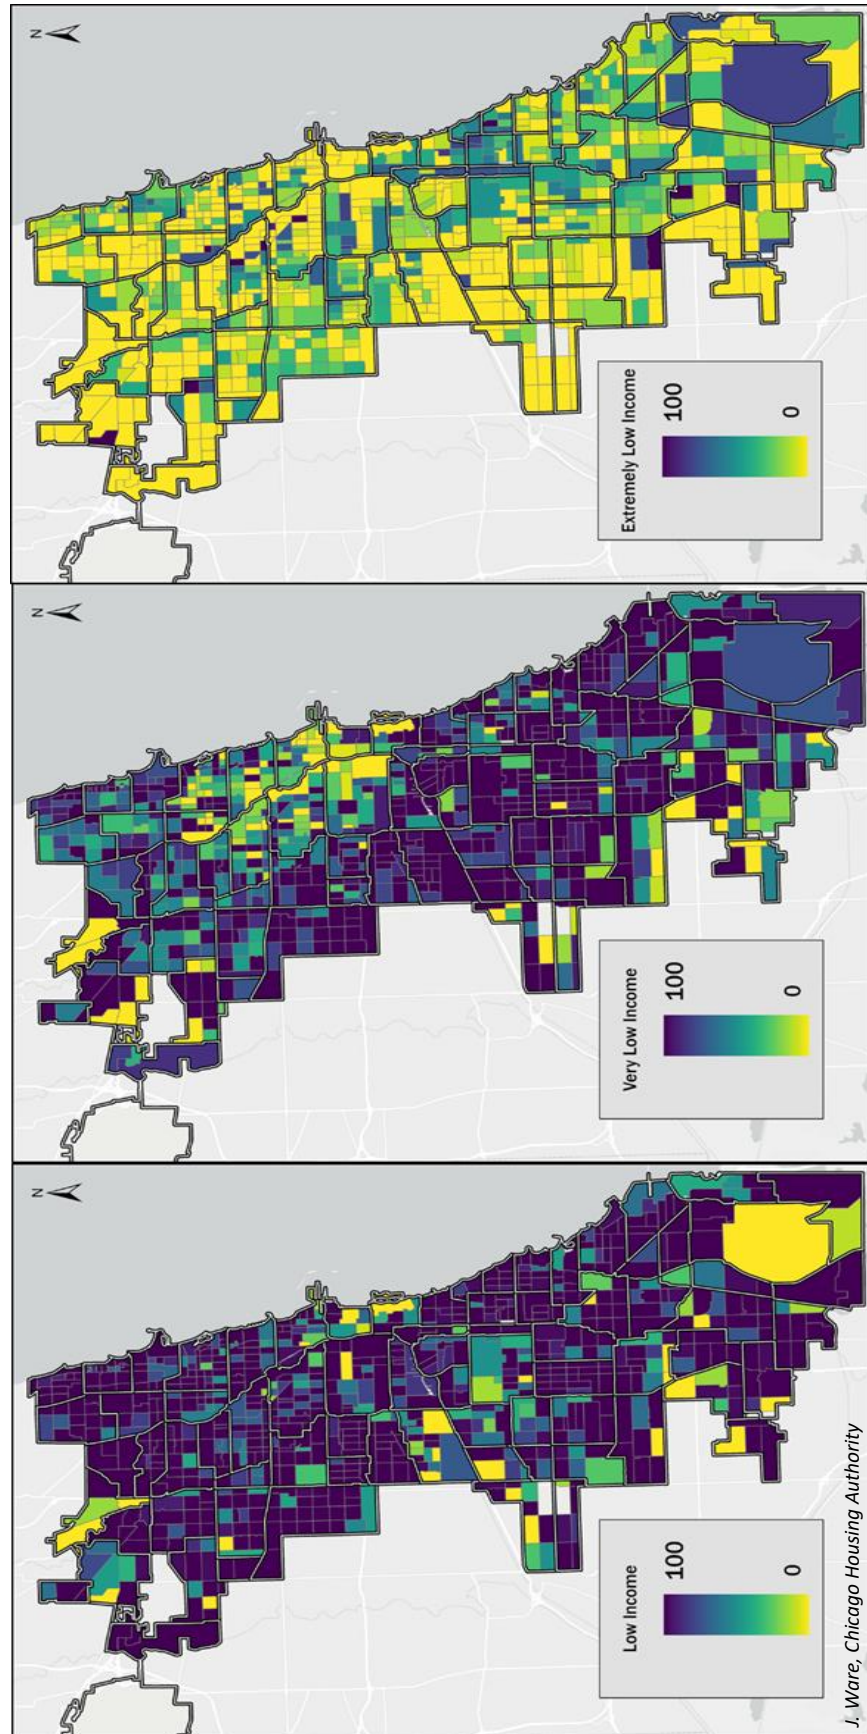 N
N
N
Low Income
100
0
Very Low Income
100
0
Extremely Low Income
100
0
J. Ware, Chicago Housing Authority